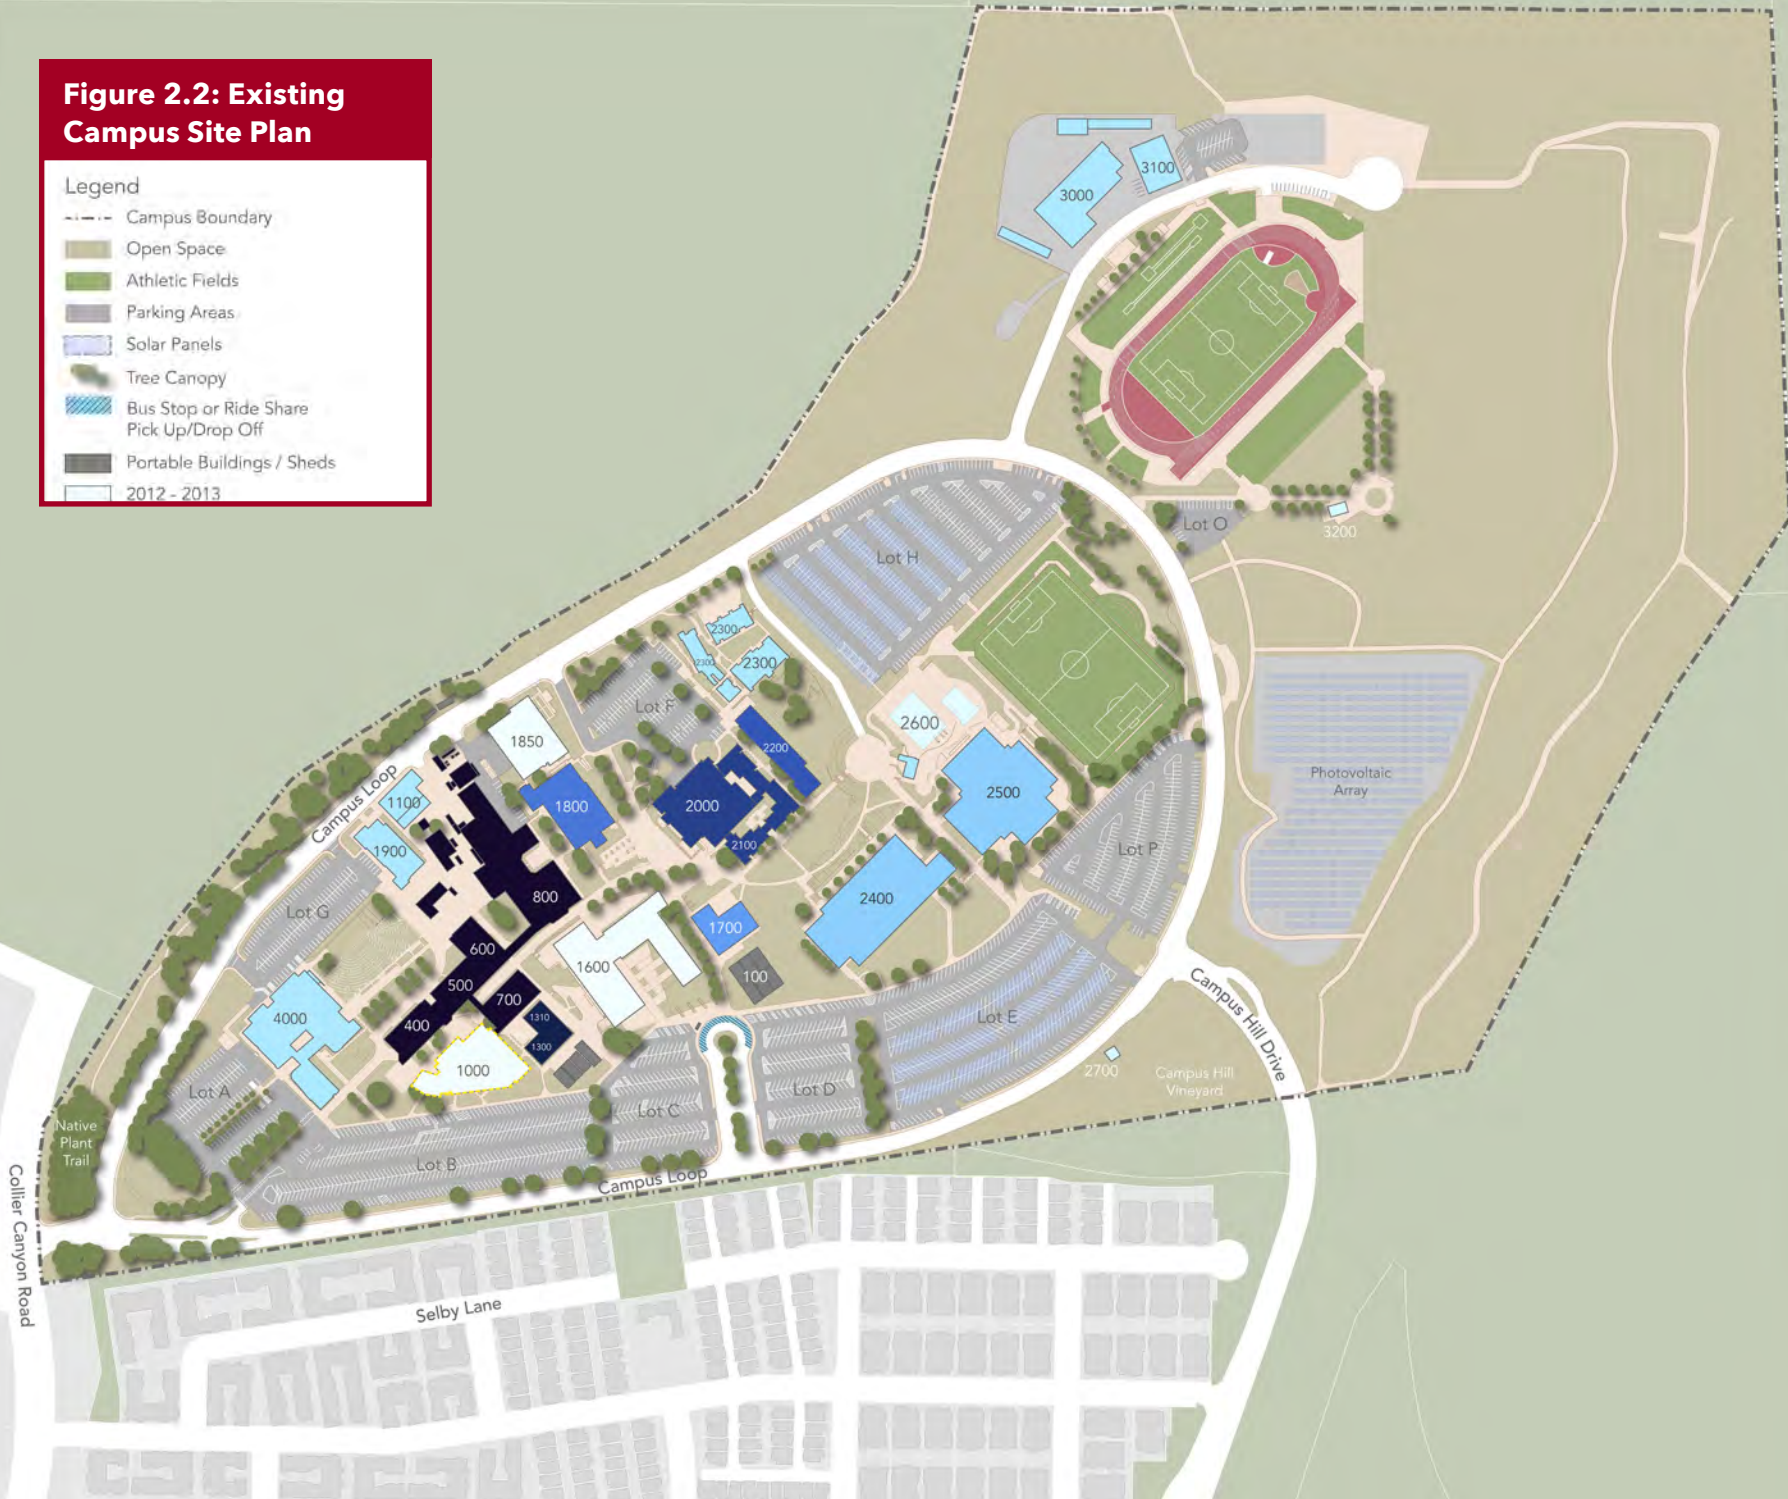 Figure 2.2: Existing
Campus Site Plan
Legend
Campus Boundary
Open Space
Athletic Fields
Parking Areas
Solar Panels
Tree Canopy
Bus Stop or Ride Share
Pick Up/Drop Off
Portable Buildings / Sheds
2012 - 2013
3100
3000
Lot O
3200
Lot H
2300
2300
2300
Lot F
2600
1850
2200
Photovoltaic
Array
Campus Loop
1100
1800
2000
2500
2100
1900
Lot P
800
2400
Lot G
1700
600
1600
100
500
700
4000
400
1310
Lot E
1300
Campus Hill Drive
1000
2700
Campus Hill
Vineyard
Lot A
Lot D
Lot C
Native
Plant
Trail
Lot B
Campus Loop
Collier Canyon Road
Selby Lane